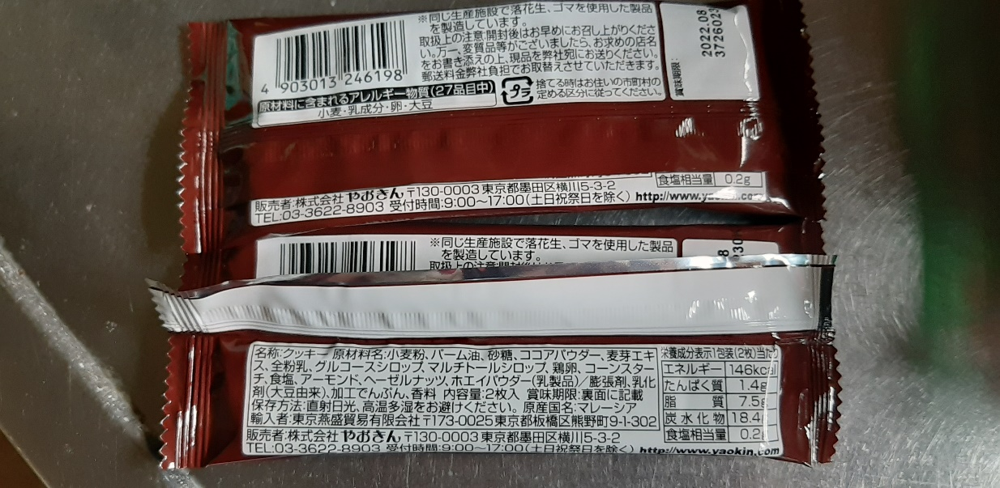 ※同じ生産施設で落花生、ゴマを使用した製品
を製造しています。
取扱上の注意:開封後はお早めにお召し上がりくださ
い。万一、変質品等がございましたら、お求めの店名
をお書き添えの上、現品を弊社宛にお送りください。
郵送料金弊社負担でお取替えさせていただきます。
4 903013 246198
原材料に含まれるアレルギー物質(27品目中)
小麦・乳成分・卵・大豆
プラ
捨てる時はお住いの市町村の
定める区分に従ってください。
賞味期限:
2022.08
372602
食塩相当量 0.2g
販売者:株式会社 やおきん 〒130-0003 東京都墨田区横川5-3-2
TEL:03-3622-8903 受付時間:9:00〜17:00(土日祝祭日を除く) http://www.yaokin.co
※同じ生産施設で落花生、ゴマを使用した製品
を製造しています。
取扱上の注意:開封後はお
名称:クッキー 原材料名:小麦粉、パーム油、砂糖、ココアパウダー、麦芽エキ
ス、全粉乳、グルコースシロップ、マルチトールシロップ、鶏卵、コーンスター
チ、食塩、アーモンド、ヘーゼルナッツ、ホエイパウダー(乳製品)/膨張剤、乳化
剤(大豆由来)、加工でんぷん、香料 内容量:2枚入 賞味期限:裏面に記載
保存方法:直射日光、高温多湿をお避けください。 原産国名:マレーシア
輸入者:東京燕盛貿易有限会社 〒173-0025 東京都板橋区熊野町9-1-302
栄養成分表示1包装(2枚)当たり
エネルギー 146kcal
たんぱく質 1.4g
脂質 7.5g
炭水化物 18.4g
食塩相当量 0.2g
販売者:株式会社 やおきん 〒130-0003 東京都墨田区横川5-3-2
TEL:03-3622-8903 受付時間:9:00〜17:00(土日祝祭日を除く) http://www.yaokin.com